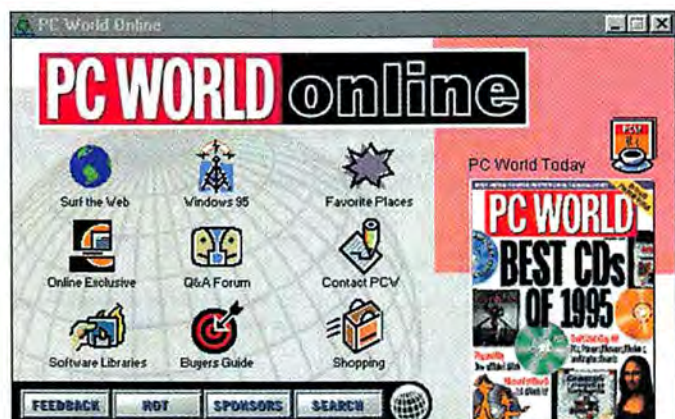 PC World Online
PC WORLD online
Surf the Web
Windows 95
Favorite Places
PC World Today
Online Exclusive
Q&A Forum
Contact PCW
Software Libraries
Buyers Guide
Shopping
PC WORLD
BEST CDs
OF 1995
FEEDBACK
HOT
SPONSORS
SEARCH